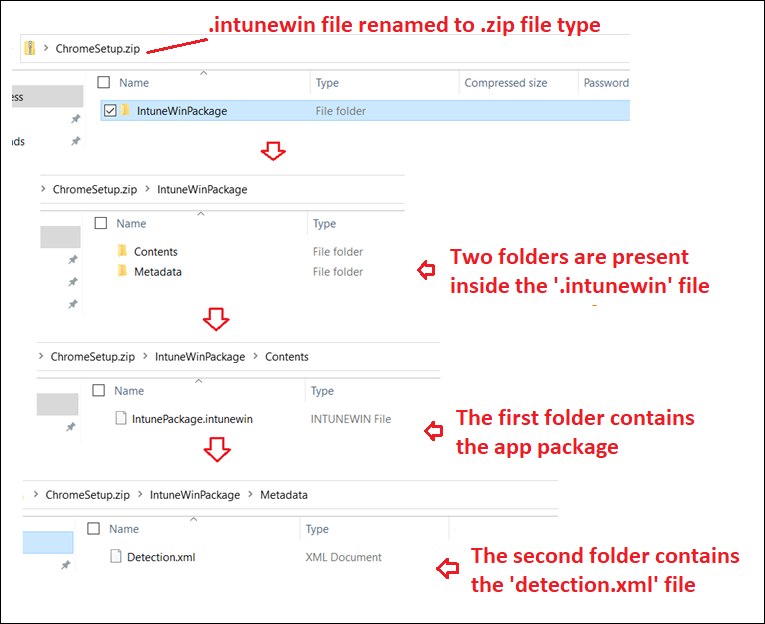 .intunewin file renamed to .zip file type
> ChromeSetup.zip
Name Type Compressed size Password
ess
IntuneWinPackage File folder
nds
> ChromeSetup.zip > IntuneWinPackage
Name Type
Contents File folder
Metadata File folder
Two folders are present
inside the '.intunewin' file
> ChromeSetup.zip > IntuneWinPackage > Contents
Name Type
IntunePackage.intunewin INTUNEWIN File
The first folder contains
the app package
> ChromeSetup.zip > IntuneWinPackage > Metadata
Name Type
Detection.xml XML Document
The second folder contains
the 'detection.xml' file